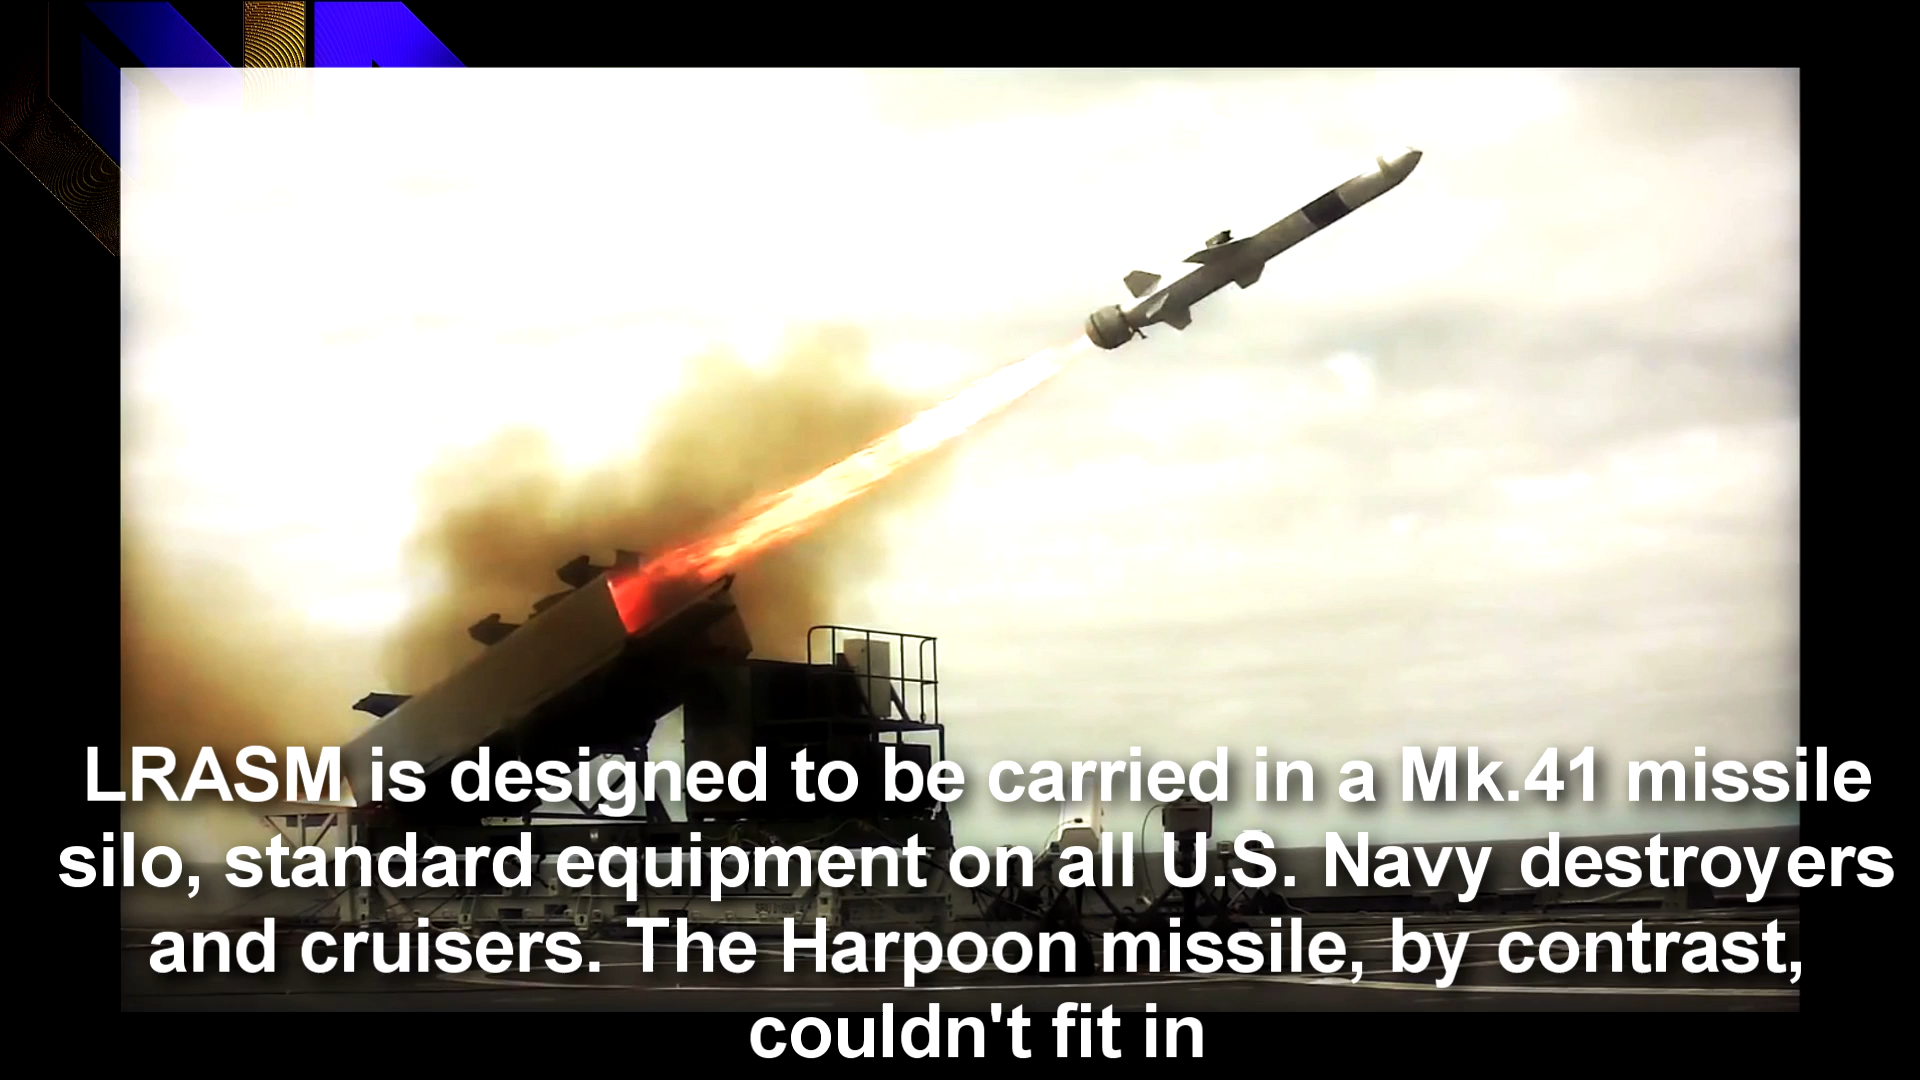 LRASM is designed to be carried in a Mk.41 missile
silo, standard equipment on all U.S. Navy destroyers
and cruisers. The Harpoon missile, by contrast,
couldn't fit in